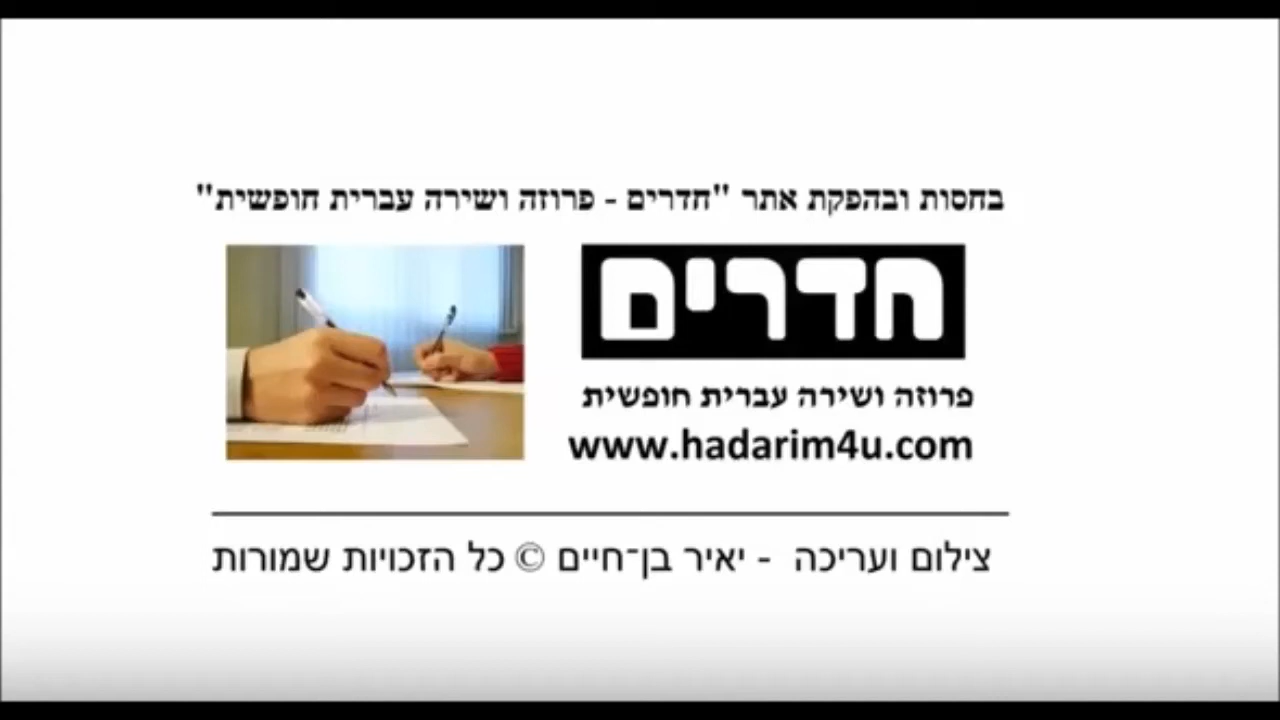 בחסות ובהפקת אתר "חדרים - פרוזה ושירה עברית חופשית"
חדרים
פרוזה ושירה עברית חופשית
www.hadarim4u.com
צילום ועריכה - יאיר בן־חיים © כל הזכויות שמורות